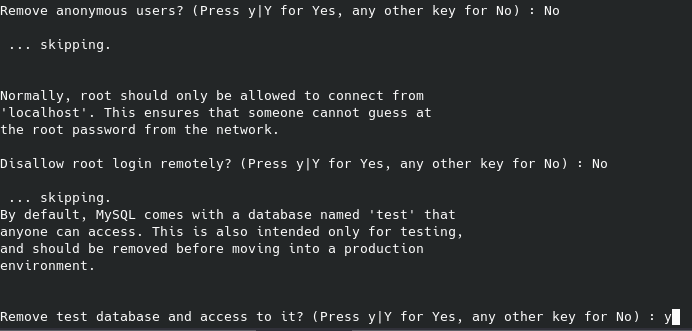 Remove anonymous users? (Press y|Y for Yes, any other key for No) : No
... skipping.
Normally, root should only be allowed to connect from
'localhost'. This ensures that someone cannot guess at
the root password from the network.
Disallow root login remotely? (Press y|Y for Yes, any other key for No) : No
... skipping.
By default, MySQL comes with a database named 'test' that
anyone can access. This is also intended only for testing,
and should be removed before moving into a production
environment.
Remove test database and access to it? (Press y|Y for Yes, any other key for No) : y